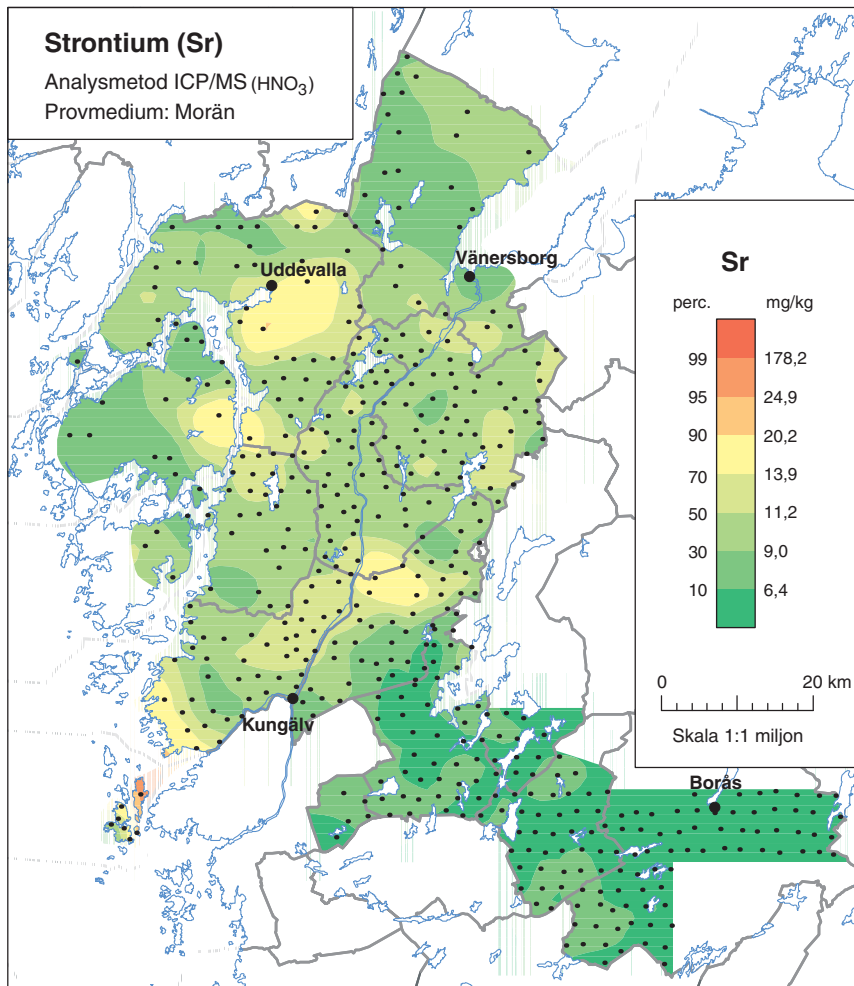 Strontium (Sr)
Analysmetod ICP/MS (HNO₃)
Provmedium: Morän
Uddevalla
Vänersborg
Kungälv
Borås
Sr
perc. mg/kg
99 178,2
95 24,9
90 20,2
70 13,9
50 11,2
30 9,0
10 6,4
0 20 km
Skala 1:1 miljon